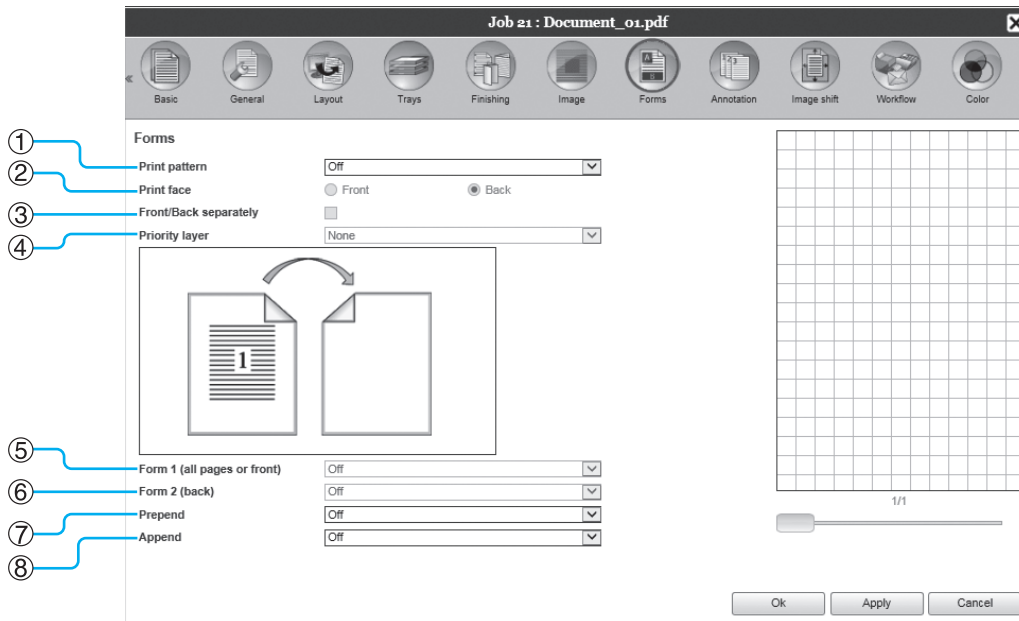 Job 21 : Document_01.pdf
«
Basic General Layout Trays Finishing Image Forms Annotation Image shift Workflow Color
Forms
① Print pattern Off
② Print face Front Back
③ Front/Back separately
④ Priority layer None
1
⑤ Form 1 (all pages or front) Off
⑥ Form 2 (back) Off
⑦ Prepend Off
⑧ Append Off
1/1
Ok Apply Cancel